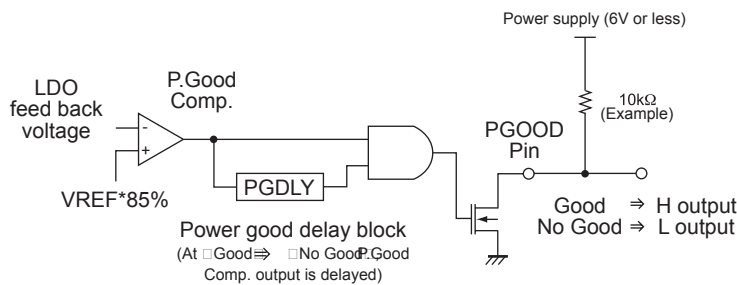 Power supply (6V or less)
10kΩ
(Example)
P.Good
Comp.
LDO
feed back
voltage
-
+
VREF*85%
PGDLY
PGOOD
Pin
Good ⇒ H output
No Good ⇒ L output
Power good delay block
(At □Good⇛ □No Good P.Good
Comp. output is delayed)